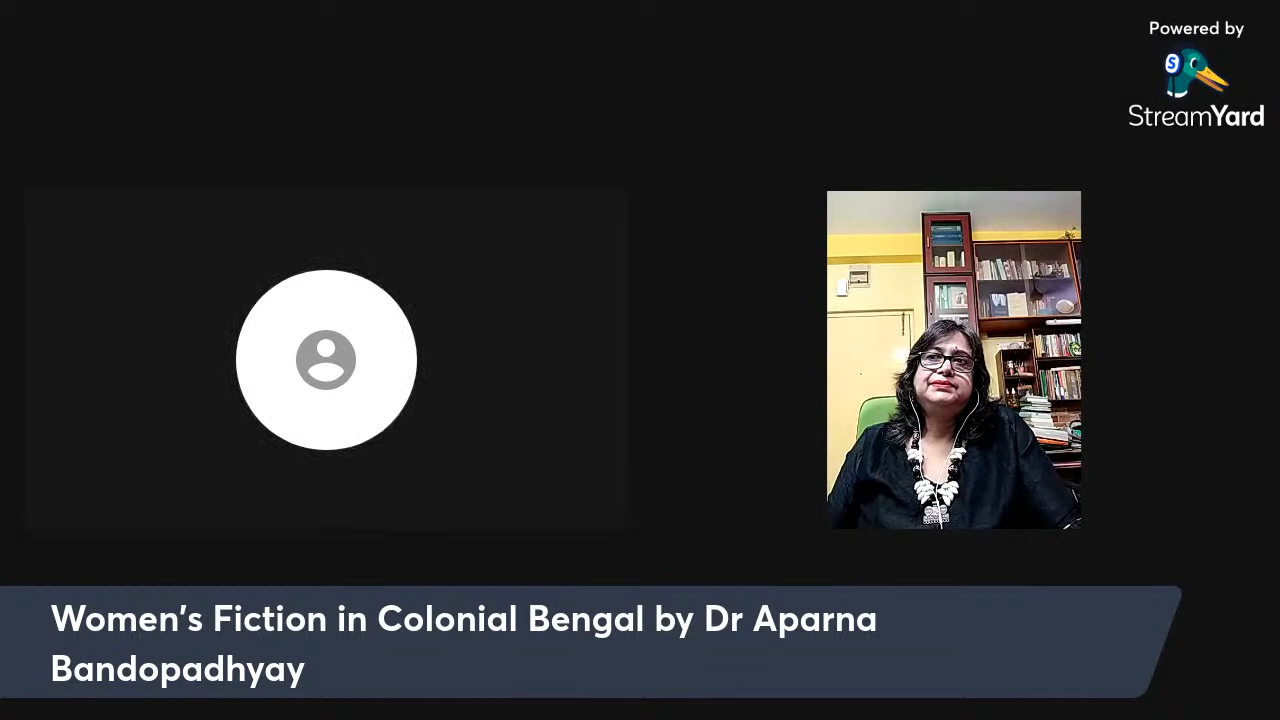 Powered by
S
StreamYard
Women's Fiction in Colonial Bengal by Dr Aparna
Bandopadhyay